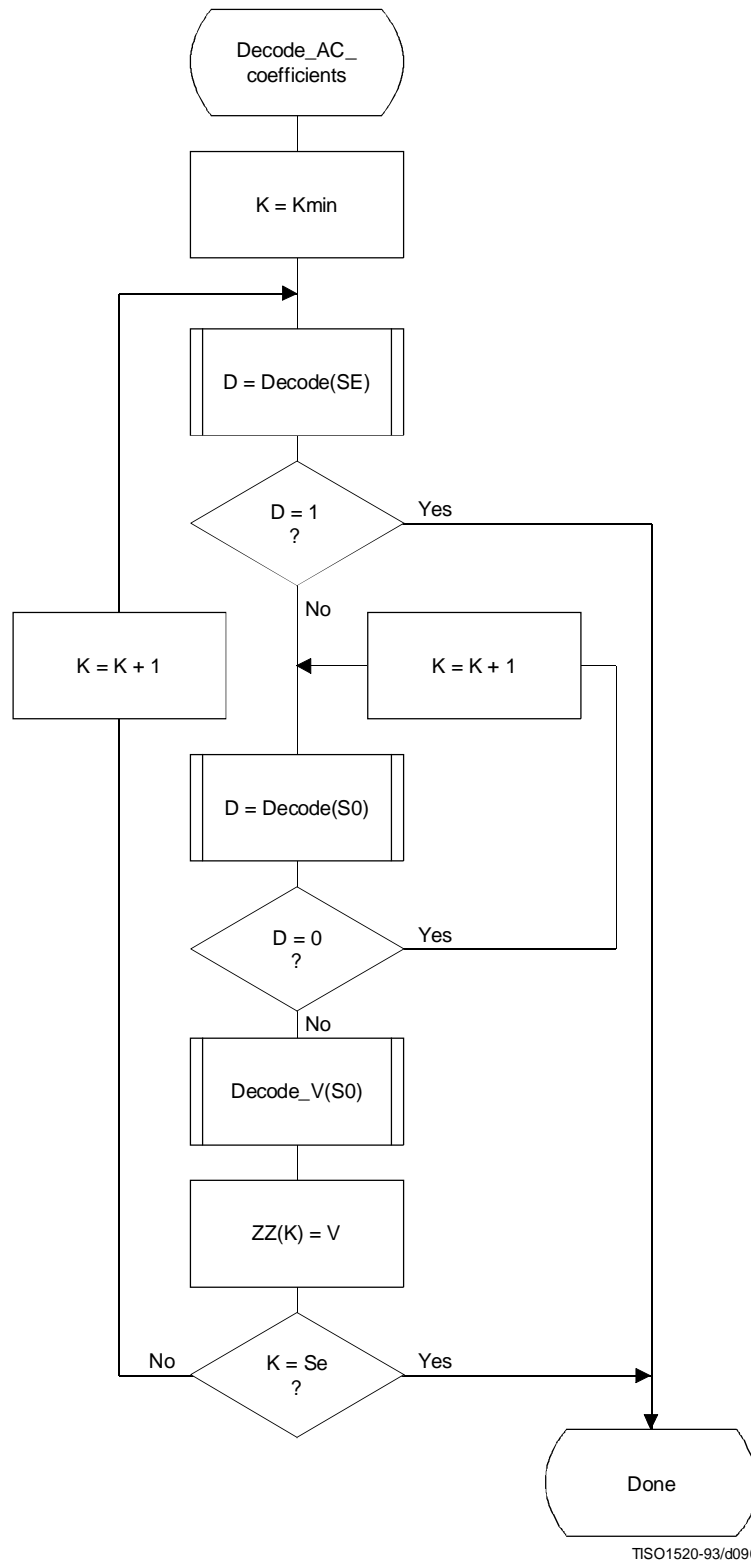 Decode_AC_
coefficients
K = Kmin
D = Decode(SE)
D = 1
?
Yes
No
K = K + 1
K = K + 1
D = Decode(S0)
D = 0
?
Yes
No
Decode_V(S0)
ZZ(K) = V
No
K = Se
?
Yes
Done